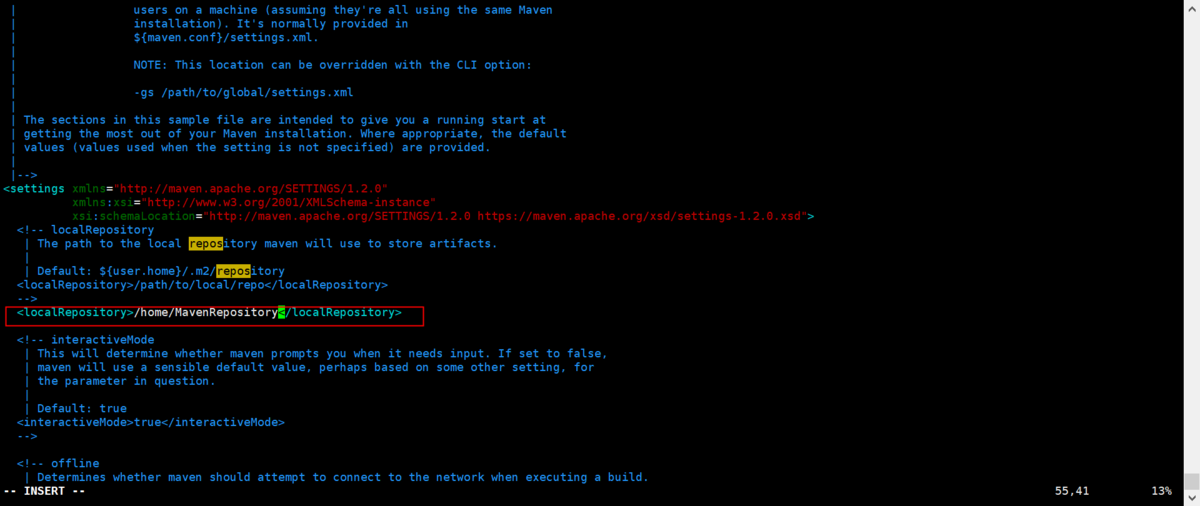 |                 users on a machine (assuming they're all using the same Maven
|                 installation). It's normally provided in
|                 ${maven.conf}/settings.xml.
|
|                 NOTE: This location can be overridden with the CLI option:
|
|                 -gs /path/to/global/settings.xml
|
| The sections in this sample file are intended to give you a running start at
| getting the most out of your Maven installation. Where appropriate, the default
| values (values used when the setting is not specified) are provided.
|
|-->
<settings xmlns="http://maven.apache.org/SETTINGS/1.2.0"
          xmlns:xsi="http://www.w3.org/2001/XMLSchema-instance"
          xsi:schemaLocation="http://maven.apache.org/SETTINGS/1.2.0 https://maven.apache.org/xsd/settings-1.2.0.xsd">
  <!-- localRepository
   | The path to the local repository maven will use to store artifacts.
   |
   | Default: ${user.home}/.m2/repository
  <localRepository>/path/to/local/repo</localRepository>
  -->
  <localRepository>/home/MavenRepository</localRepository>

  <!-- interactiveMode
   | This will determine whether maven prompts you when it needs input. If set to false,
   | maven will use a sensible default value, perhaps based on some other setting, for
   | the parameter in question.
   |
   | Default: true
  <interactiveMode>true</interactiveMode>
  -->

  <!-- offline
   | Determines whether maven should attempt to connect to the network when executing a build.
-- INSERT --                 55,41         13%